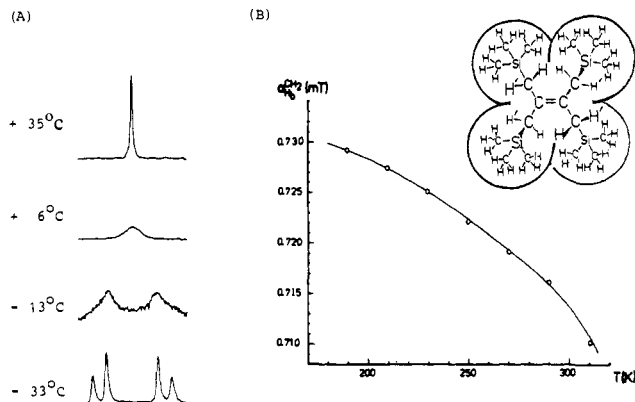 (A)
(B)
+ 35°C
+ 6°C
- 13°C
- 33°C
CH₂ (mT)
0.730
0.725
0.720
0.715
0.710
200
250
300
T(K)
Si
Si
C=C
Si
Si